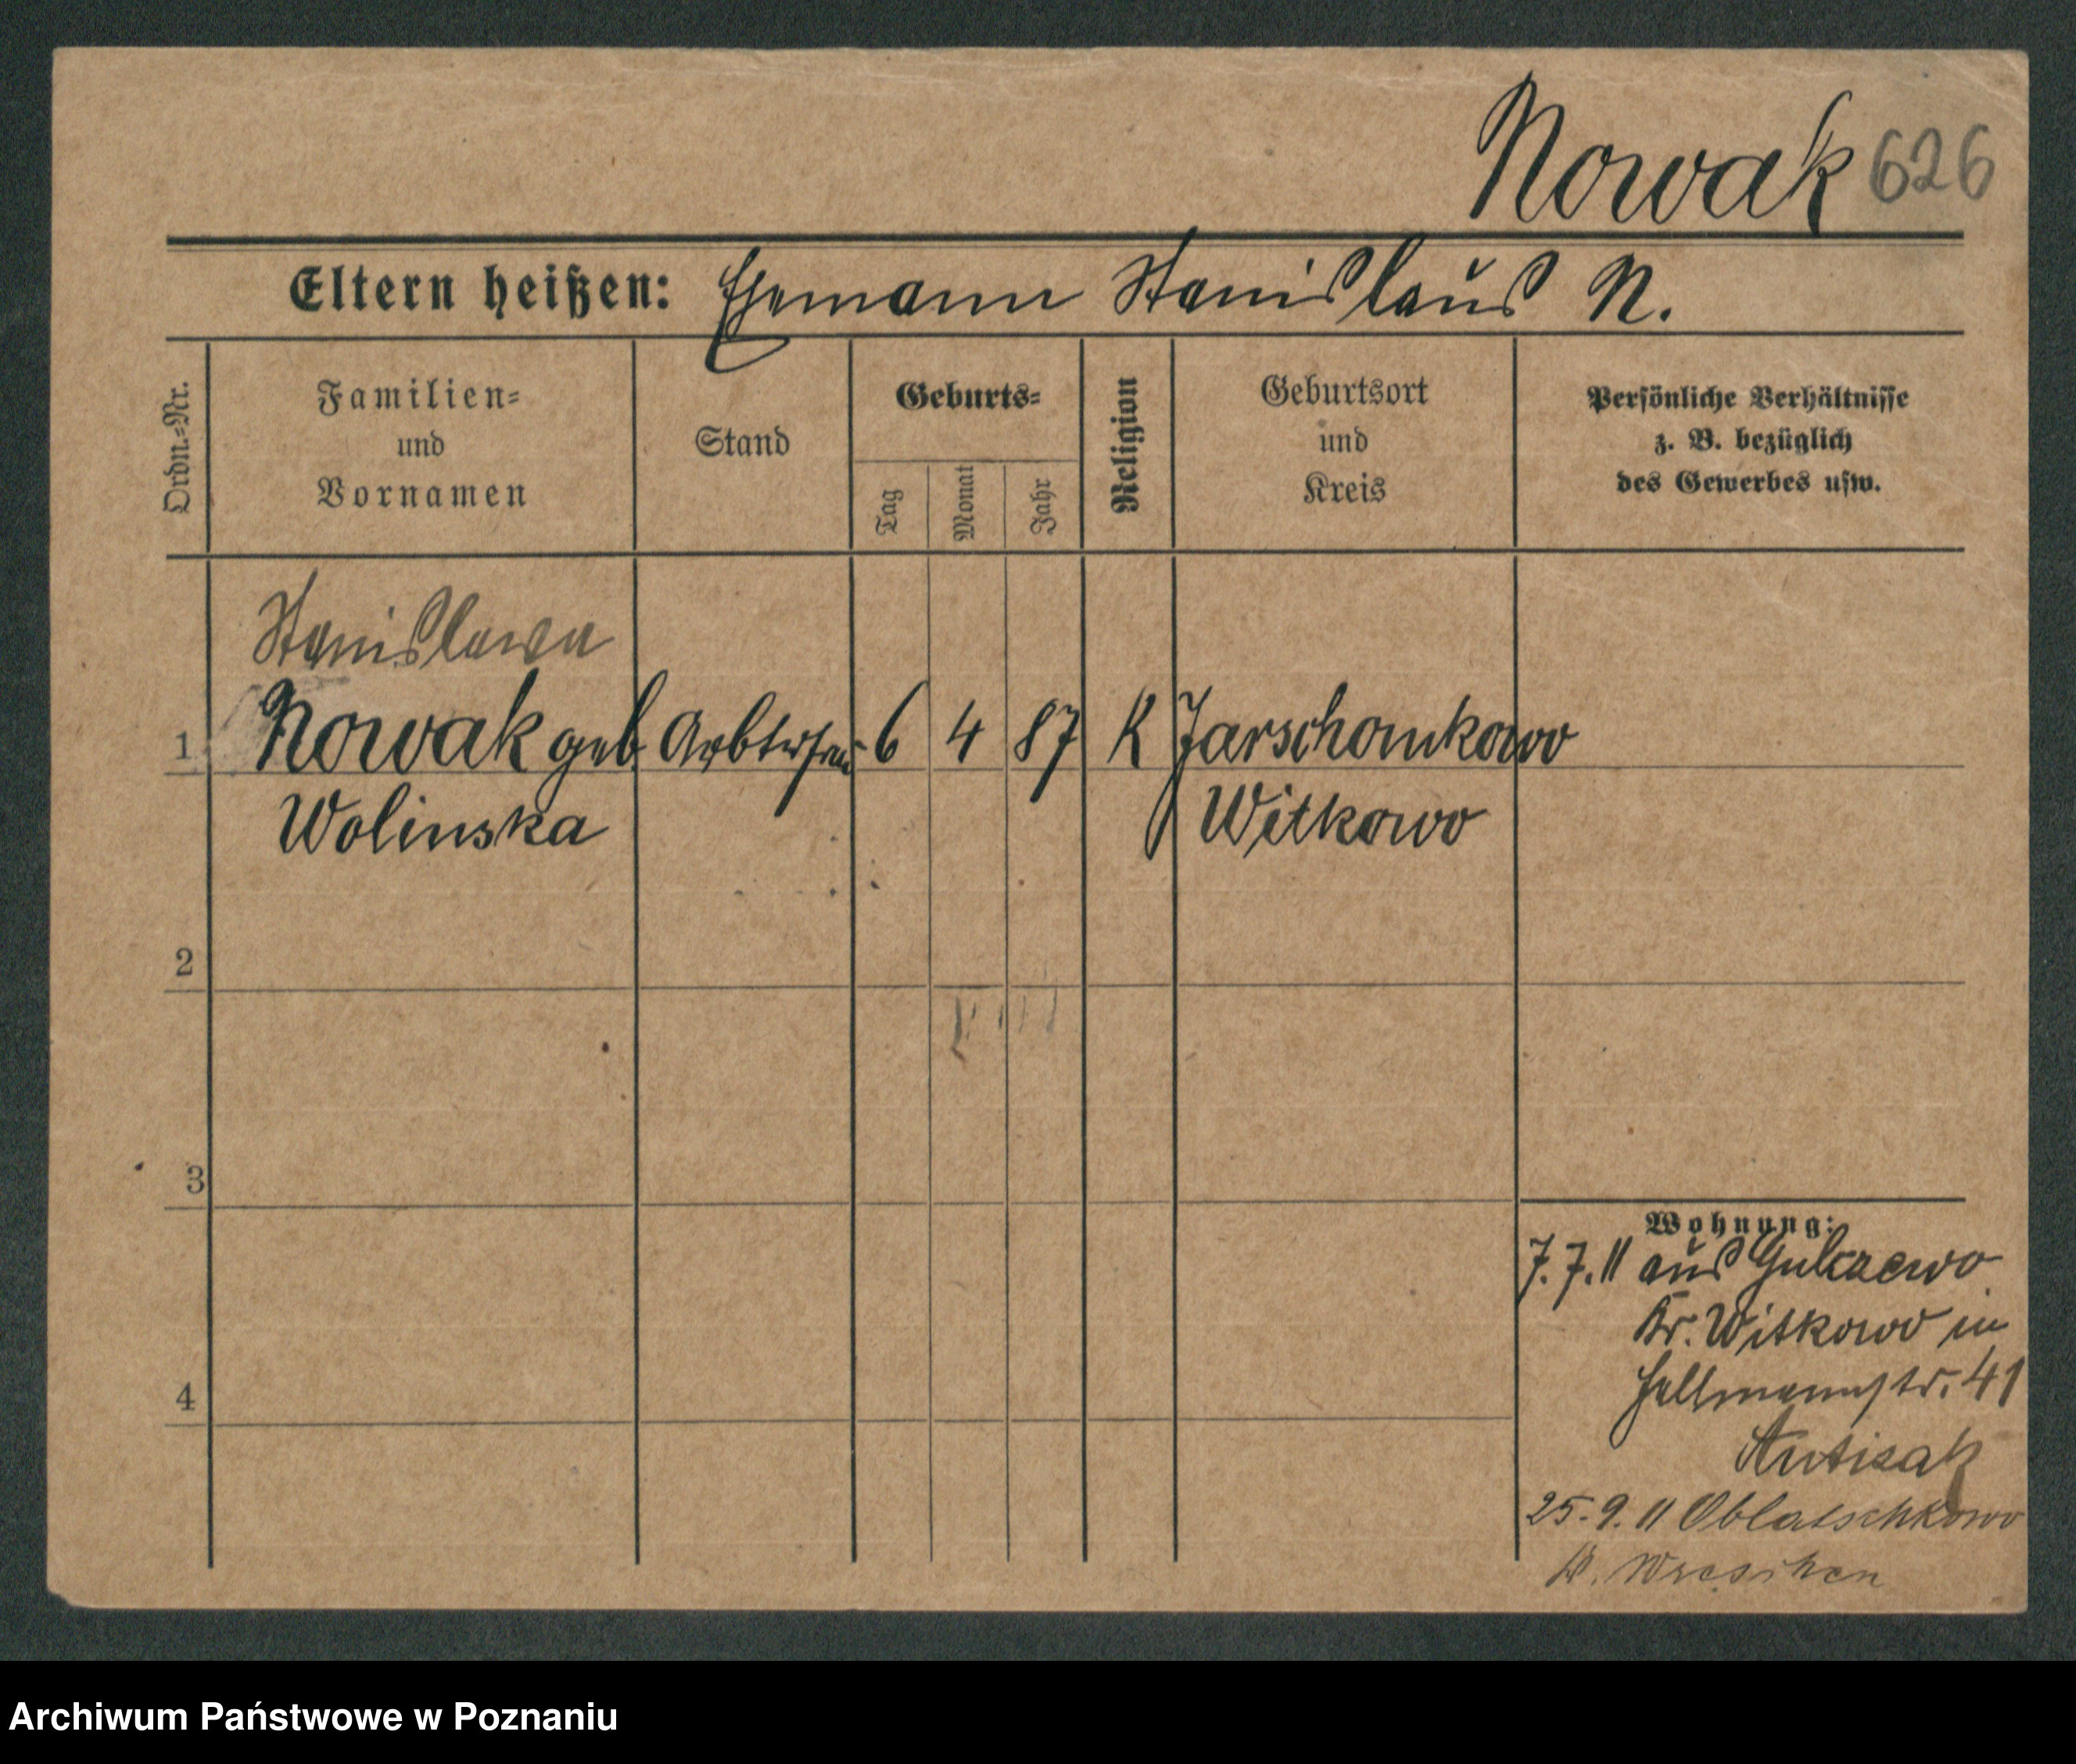 Nowak 626
Eltern heißen: Ehemann Stanislaus N.
Ordn.-Nr.
Familien-
und
Vornamen
Stand
Geburts-
Tag
Monat
Jahr
Religion
Geburtsort
und
Kreis
Persönliche Verhältnisse
z. B. bezüglich
des Gewerbes usw.
Stanislawa
1 Nowak geb Arbtrfrau 6 4 87 K Jarschomkowo
Wolinska Witkowo
2
3
4
Wohnung:
7.7.11 aus Gulczewo
Kr. Witkowo in
Hellmannstr. 41
25.9.11 Oblatschkowo
Kr. Wreschen
Archiwum Państwowe w Poznaniu